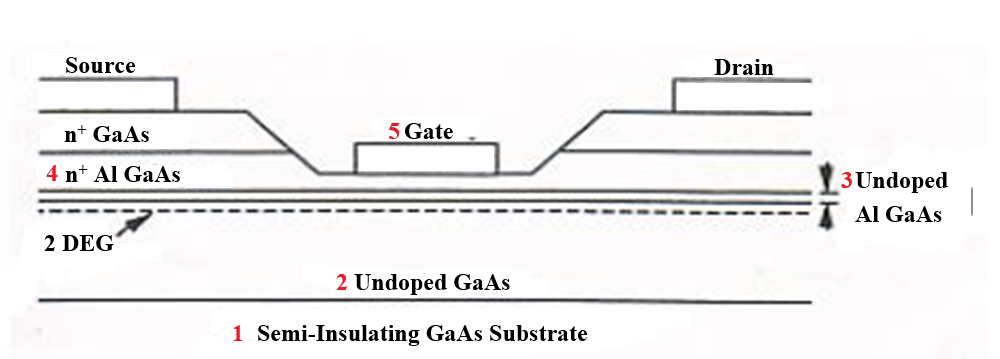 Source
Drain
5 Gate
n⁺ GaAs
4 n⁺ Al GaAs
3 Undoped
Al GaAs
2 DEG
2 Undoped GaAs
1 Semi-Insulating GaAs Substrate